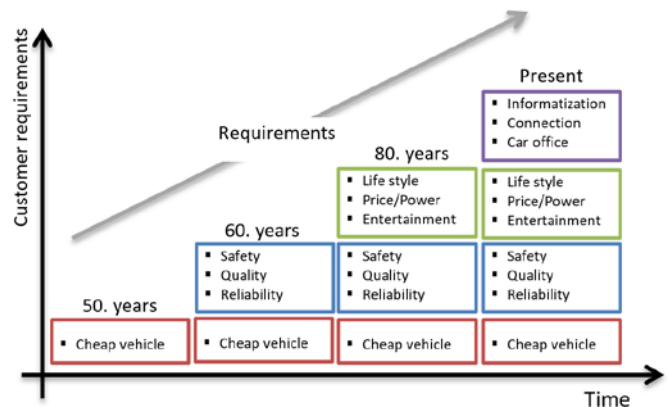 Customer requirements
Requirements
Present
▪ Informatization
▪ Connection
▪ Car office
80. years
▪ Life style
▪ Price/Power
▪ Entertainment
▪ Life style
▪ Price/Power
▪ Entertainment
60. years
▪ Safety
▪ Quality
▪ Reliability
▪ Safety
▪ Quality
▪ Reliability
▪ Safety
▪ Quality
▪ Reliability
50. years
▪ Cheap vehicle
▪ Cheap vehicle
▪ Cheap vehicle
▪ Cheap vehicle
Time